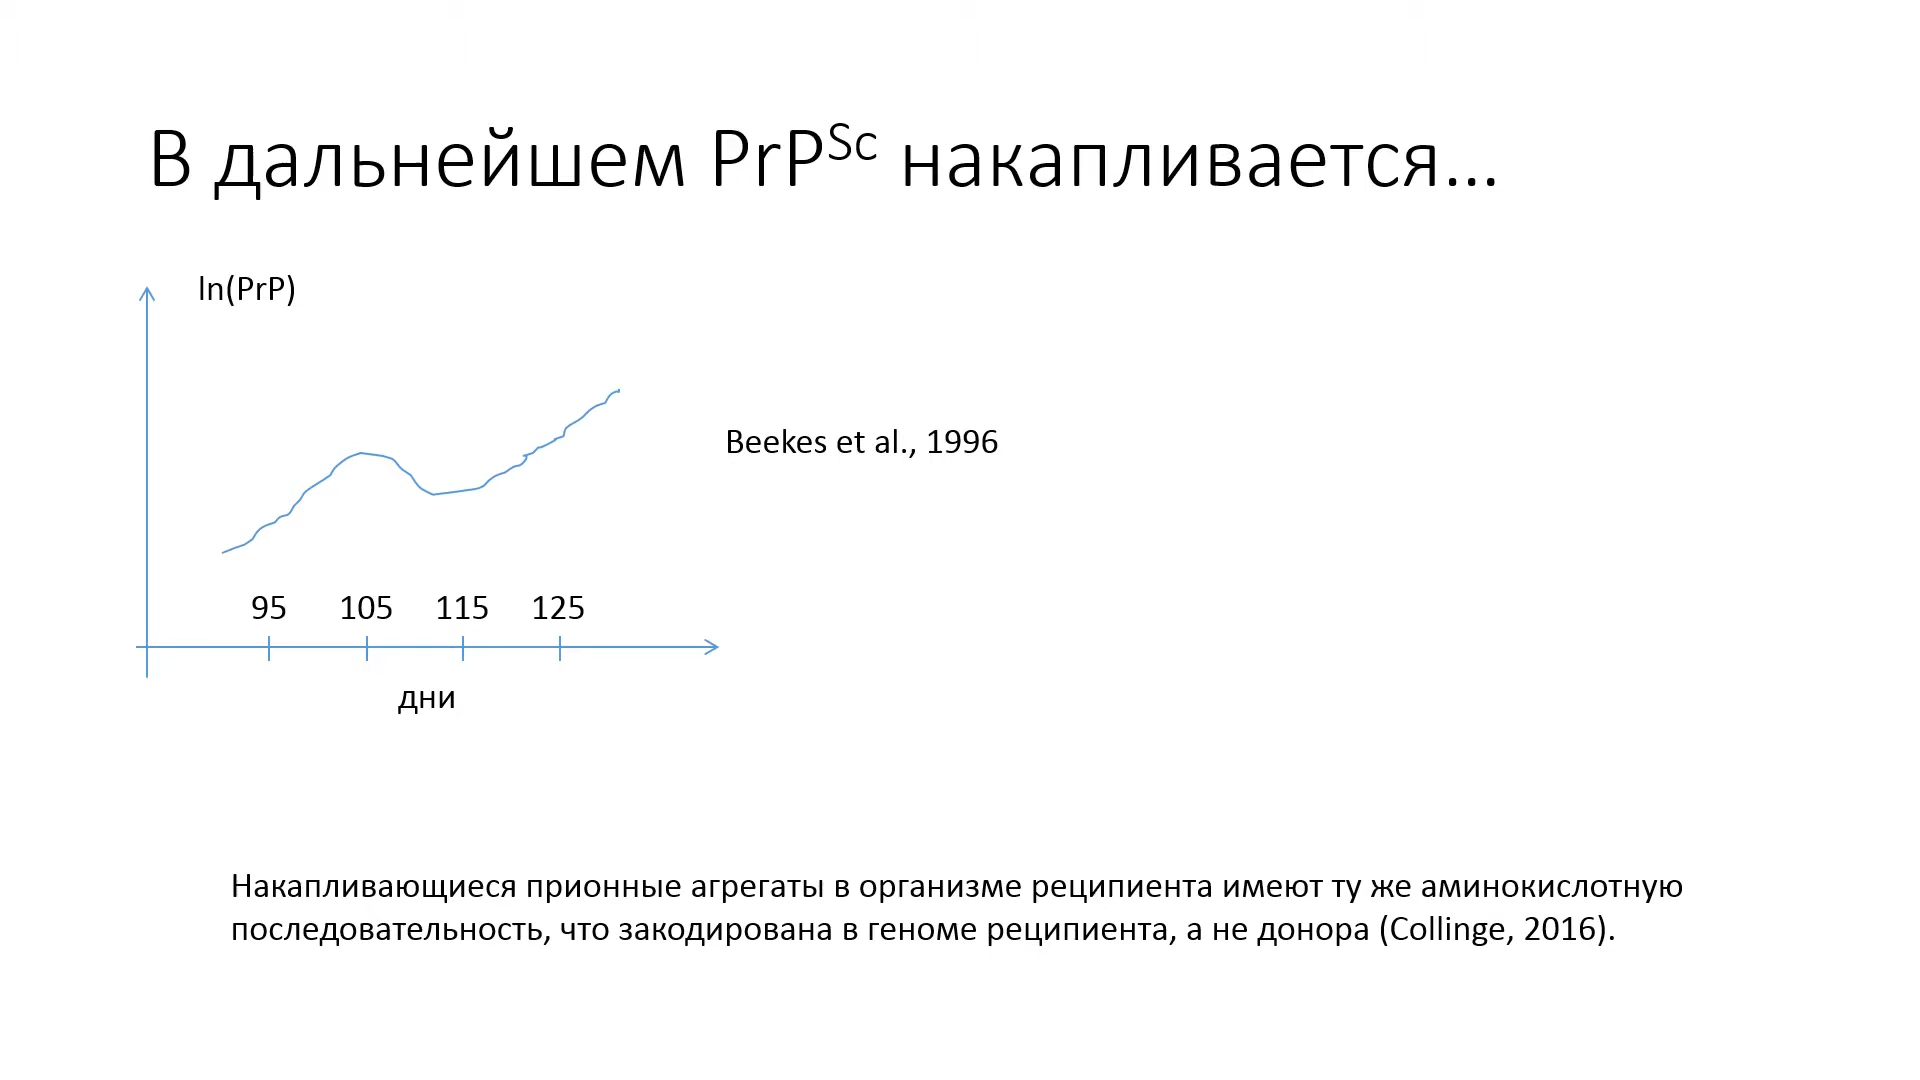 В дальнейшем PrPSc накапливается...
ln(PrP)
Beekes et al., 1996
95 105 115 125
дни
Накапливающиеся прионные агрегаты в организме реципиента имеют ту же аминокислотную
последовательность, что закодирована в геноме реципиента, а не донора (Collinge, 2016).